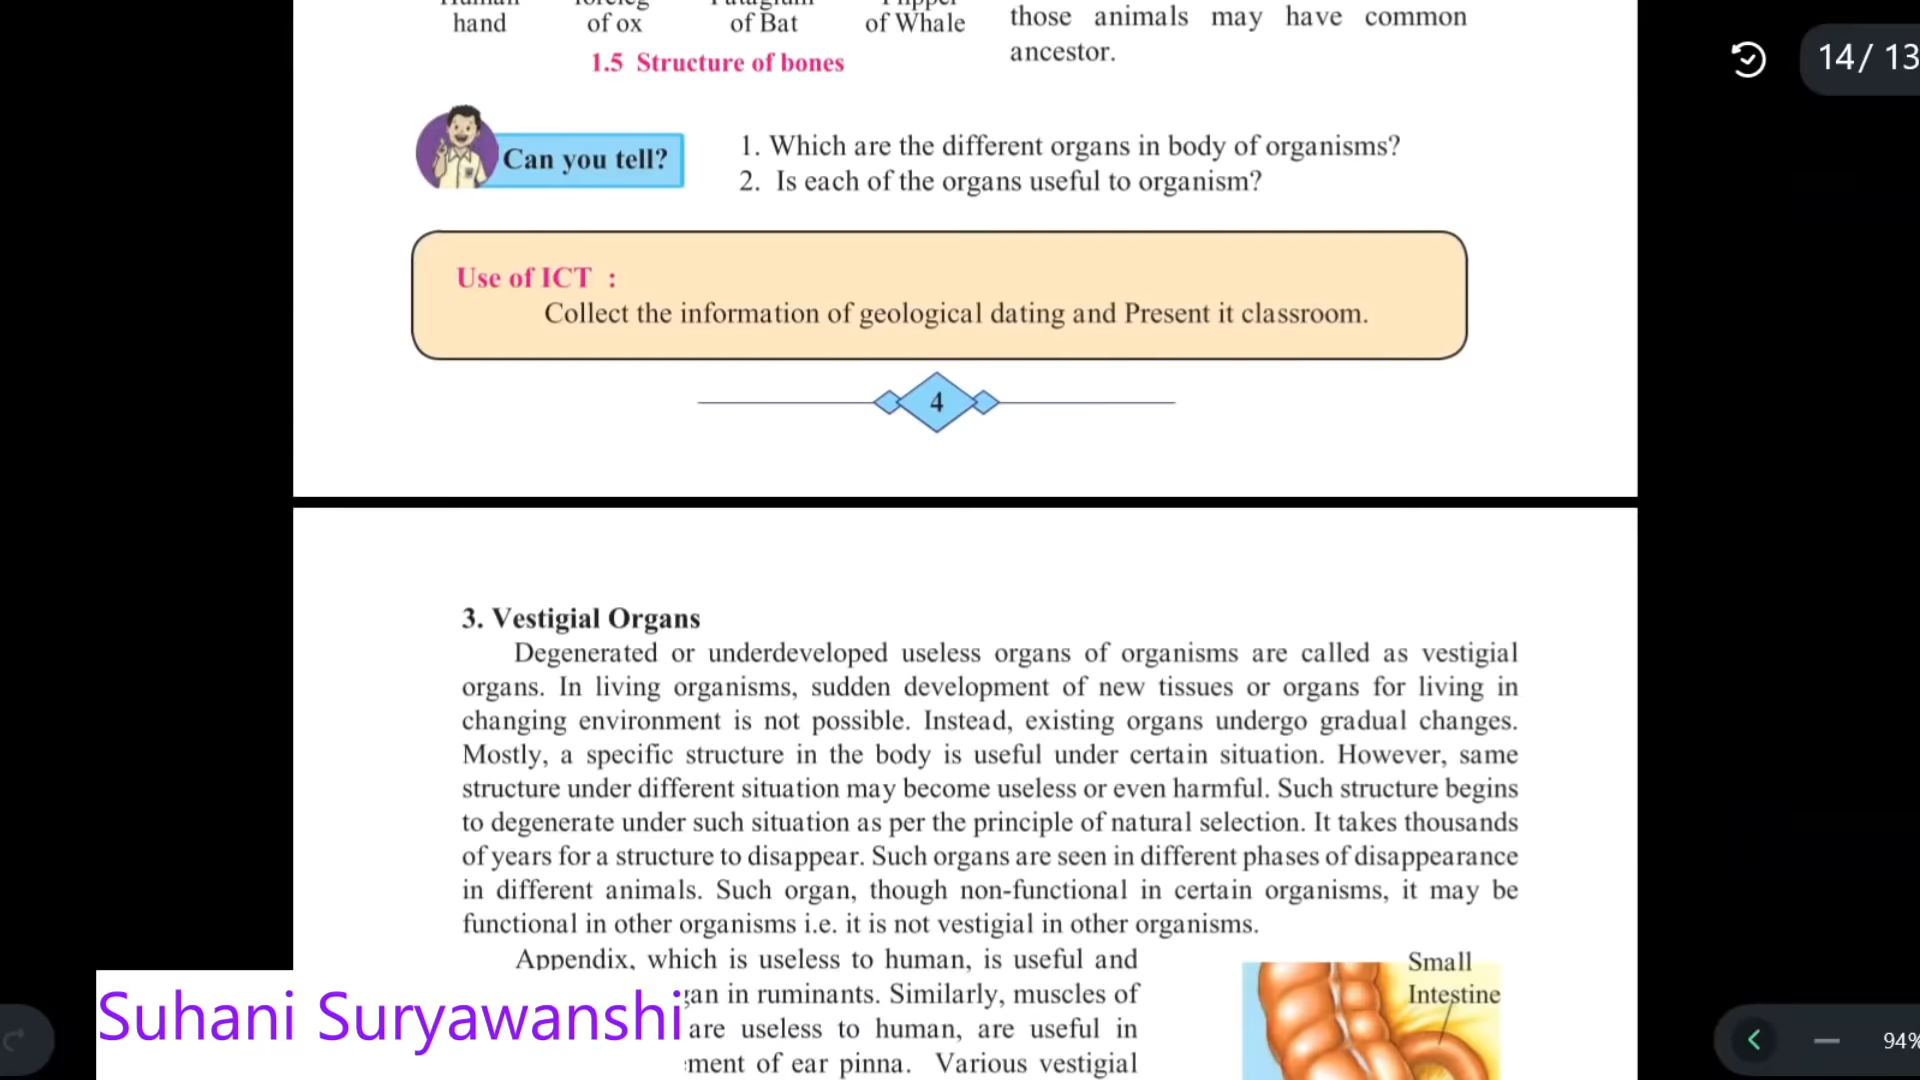 hand of ox of Bat of Whale
1.5 Structure of bones
those animals may have common
ancestor.
14/ 13
Can you tell?
1. Which are the different organs in body of organisms?
2. Is each of the organs useful to organism?
Use of ICT :
Collect the information of geological dating and Present it classroom.
4
3. Vestigial Organs
Degenerated or underdeveloped useless organs of organisms are called as vestigial
organs. In living organisms, sudden development of new tissues or organs for living in
changing environment is not possible. Instead, existing organs undergo gradual changes.
Mostly, a specific structure in the body is useful under certain situation. However, same
structure under different situation may become useless or even harmful. Such structure begins
to degenerate under such situation as per the principle of natural selection. It takes thousands
of years for a structure to disappear. Such organs are seen in different phases of disappearance
in different animals. Such organ, though non-functional in certain organisms, it may be
functional in other organisms i.e. it is not vestigial in other organisms.
Appendix, which is useless to human, is useful and
gan in ruminants. Similarly, muscles of
are useless to human, are useful in
ment of ear pinna. Various vestigial
Small
Intestine
Suhani Suryawanshi
94%